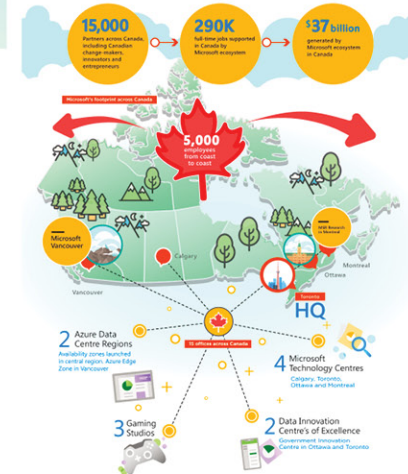 15,000
Partners across Canada,
including Canadian
change-makers,
innovators and
entrepreneurs
290K
full-time jobs supported
in Canada by
Microsoft ecosystem
$37 billion
generated by
Microsoft ecosystem
in Canada
Microsoft's footprint across Canada
5,000
employees
from coast
to coast
Microsoft
Vancouver
MSR Research
in Montreal
Calgary
Montreal
Ottawa
Vancouver
Toronto
HQ
15 offices across Canada
2 Azure Data
Centre Regions
Availability zones launched
in central region. Azure Edge
Zone in Vancouver
4 Microsoft
Technology Centres
Calgary, Toronto,
Ottawa and Montreal
3 Gaming
Studios
2 Data Innovation
Centre's of Excellence
Government Innovation
Centre in Ottawa and Toronto